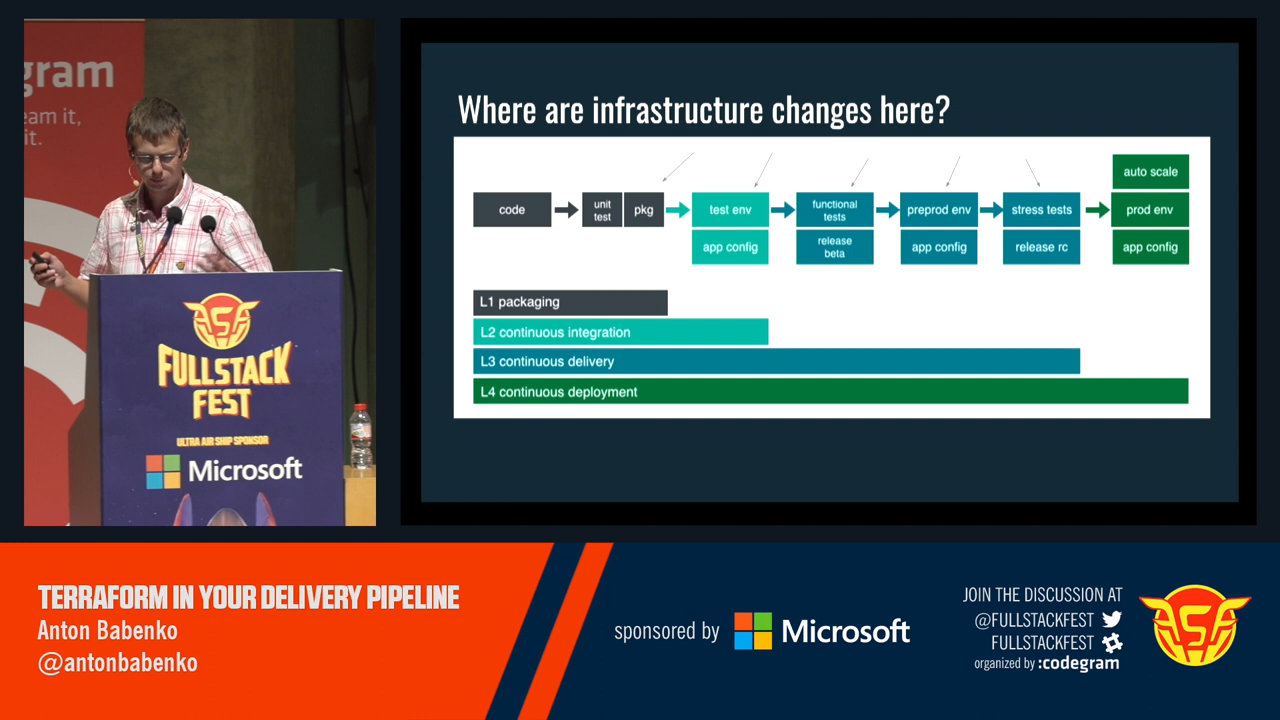 gram
eam it,
it.
FULLSTACK
FEST
ULTRA AIR SHIP SPONSOR
Microsoft
Where are infrastructure changes here?
code
unit
test
pkg
test env
app config
functional
tests
release
beta
preprod env
app config
stress tests
release rc
auto scale
prod env
app config
L1 packaging
L2 continuous integration
L3 continuous delivery
L4 continuous deployment
TERRAFORM IN YOUR DELIVERY PIPELINE
Anton Babenko
@antonbabenko
sponsored by
Microsoft
JOIN THE DISCUSSION AT
@FULLSTACKFEST
FULLSTACKFEST
organized by :codegram